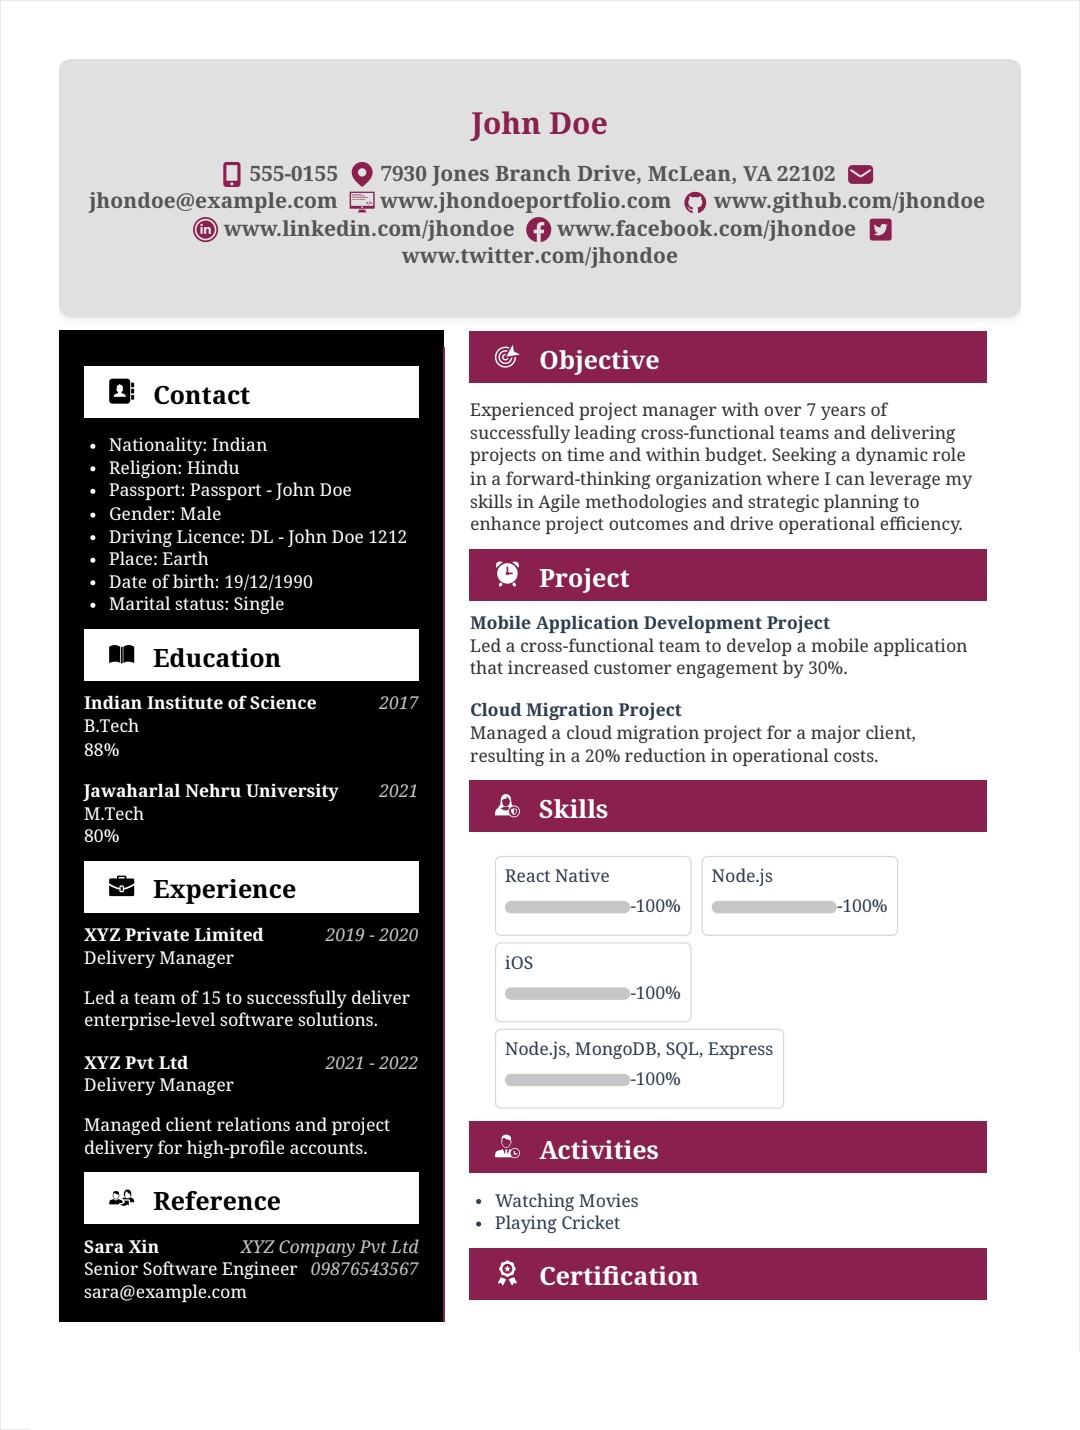 John Doe
555-0155 7930 Jones Branch Drive, McLean, VA 22102
jhondoe@example.com www.jhondoeportfolio.com www.github.com/jhondoe
www.linkedin.com/jhondoe www.facebook.com/jhondoe
www.twitter.com/jhondoe
Contact
• Nationality: Indian
• Religion: Hindu
• Passport: Passport - John Doe
• Gender: Male
• Driving Licence: DL - John Doe 1212
• Place: Earth
• Date of birth: 19/12/1990
• Marital status: Single
Education
Indian Institute of Science 2017
B.Tech
88%
Jawaharlal Nehru University 2021
M.Tech
80%
Experience
XYZ Private Limited 2019 - 2020
Delivery Manager
Led a team of 15 to successfully deliver
enterprise-level software solutions.
XYZ Pvt Ltd 2021 - 2022
Delivery Manager
Managed client relations and project
delivery for high-profile accounts.
Reference
Sara Xin XYZ Company Pvt Ltd
Senior Software Engineer 09876543567
sara@example.com
Objective
Experienced project manager with over 7 years of
successfully leading cross-functional teams and delivering
projects on time and within budget. Seeking a dynamic role
in a forward-thinking organization where I can leverage my
skills in Agile methodologies and strategic planning to
enhance project outcomes and drive operational efficiency.
Project
Mobile Application Development Project
Led a cross-functional team to develop a mobile application
that increased customer engagement by 30%.
Cloud Migration Project
Managed a cloud migration project for a major client,
resulting in a 20% reduction in operational costs.
Skills
React Native
-100%
Node.js
-100%
iOS
-100%
Node.js, MongoDB, SQL, Express
-100%
Activities
• Watching Movies
• Playing Cricket
Certification